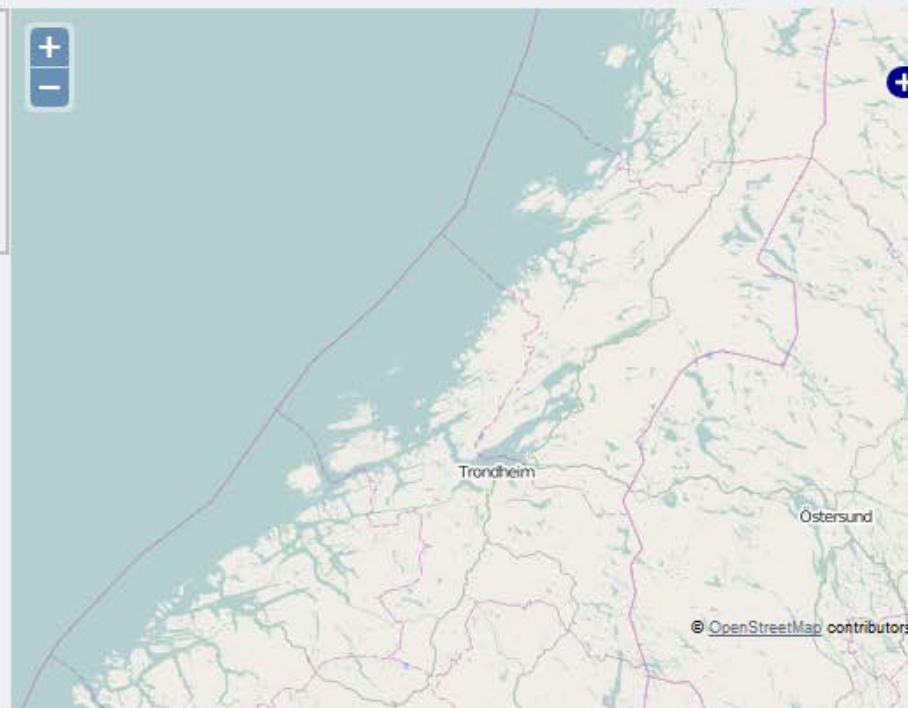 +
−
+
Trondheim
Östersund
© OpenStreetMap contributors